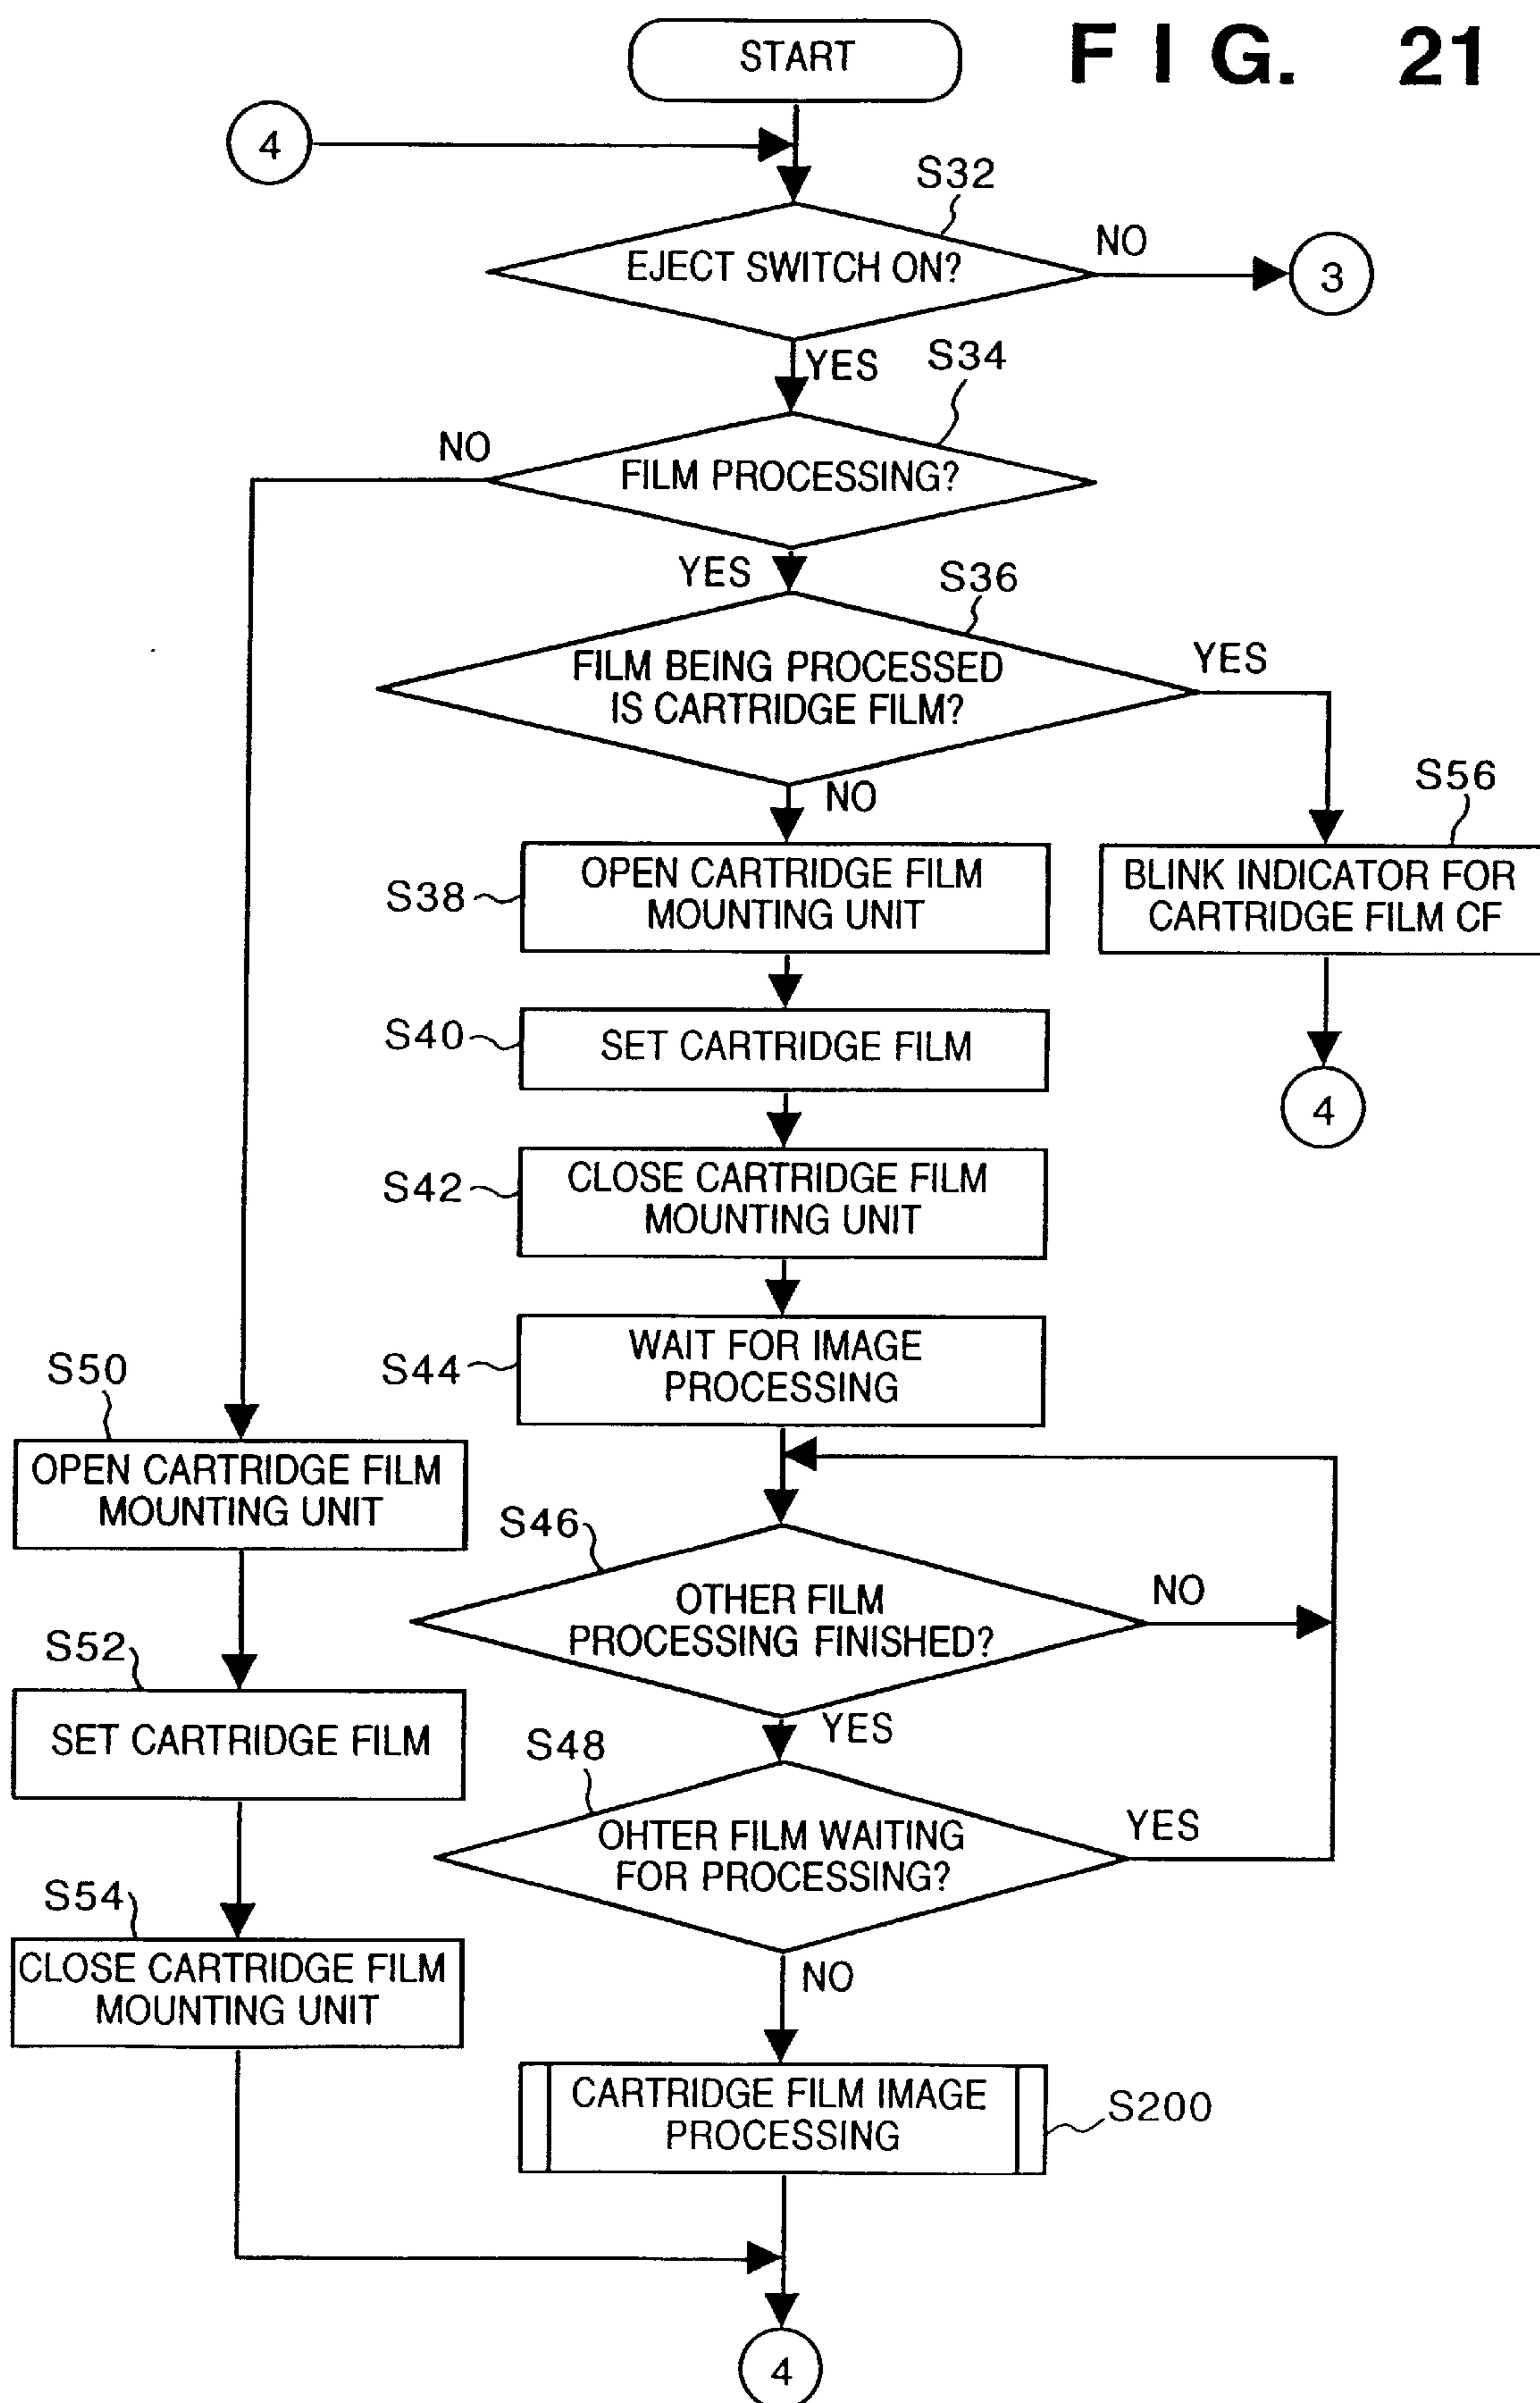 START
F I G. 21
4
S32
EJECT SWITCH ON?
NO
3
YES
S34
NO
FILM PROCESSING?
YES
S36
FILM BEING PROCESSED
IS CARTRIDGE FILM?
YES
NO
S56
S38
OPEN CARTRIDGE FILM
MOUNTING UNIT
BLINK INDICATOR FOR
CARTRIDGE FILM CF
S40
SET CARTRIDGE FILM
4
S42
CLOSE CARTRIDGE FILM
MOUNTING UNIT
S44
WAIT FOR IMAGE
PROCESSING
S50
OPEN CARTRIDGE FILM
MOUNTING UNIT
S46
OTHER FILM
PROCESSING FINISHED?
NO
S52
SET CARTRIDGE FILM
YES
S48
OHTER FILM WAITING
FOR PROCESSING?
YES
S54
CLOSE CARTRIDGE FILM
MOUNTING UNIT
NO
CARTRIDGE FILM IMAGE
PROCESSING
S200
4